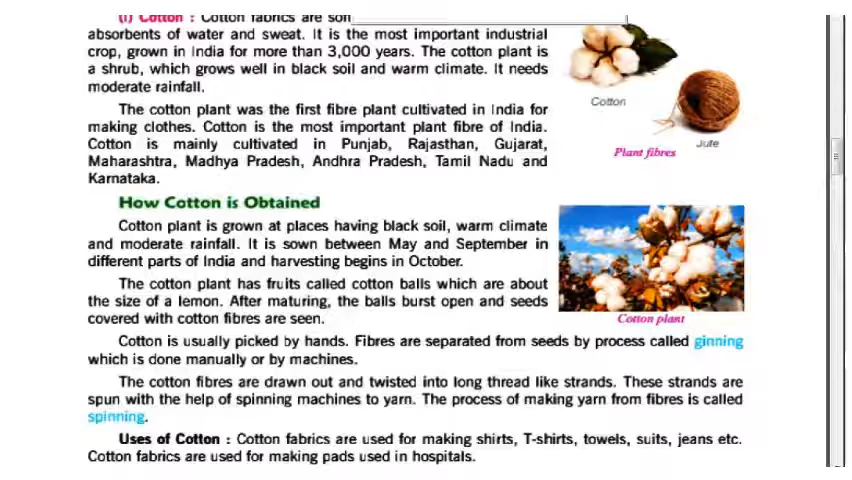 (i) Cotton : Cotton fabrics are
absorbents of water and sweat. It is the most important industrial
crop, grown in India for more than 3,000 years. The cotton plant is
a shrub, which grows well in black soil and warm climate. It needs
moderate rainfall.
Cotton
Jute
Plant fibres
The cotton plant was the first fibre plant cultivated in India for
making clothes. Cotton is the most important plant fibre of India.
Cotton is mainly cultivated in Punjab, Rajasthan, Gujarat,
Maharashtra, Madhya Pradesh, Andhra Pradesh, Tamil Nadu and
Karnataka.
How Cotton is Obtained
Cotton plant is grown at places having black soil, warm climate
and moderate rainfall. It is sown between May and September in
different parts of India and harvesting begins in October.
The cotton plant has fruits called cotton balls which are about
the size of a lemon. After maturing, the balls burst open and seeds
covered with cotton fibres are seen.
Cotton plant
Cotton is usually picked by hands. Fibres are separated from seeds by process called ginning
which is done manually or by machines.
The cotton fibres are drawn out and twisted into long thread like strands. These strands are
spun with the help of spinning machines to yarn. The process of making yarn from fibres is called
spinning.
Uses of Cotton : Cotton fabrics are used for making shirts, T-shirts, towels, suits, jeans etc.
Cotton fabrics are used for making pads used in hospitals.